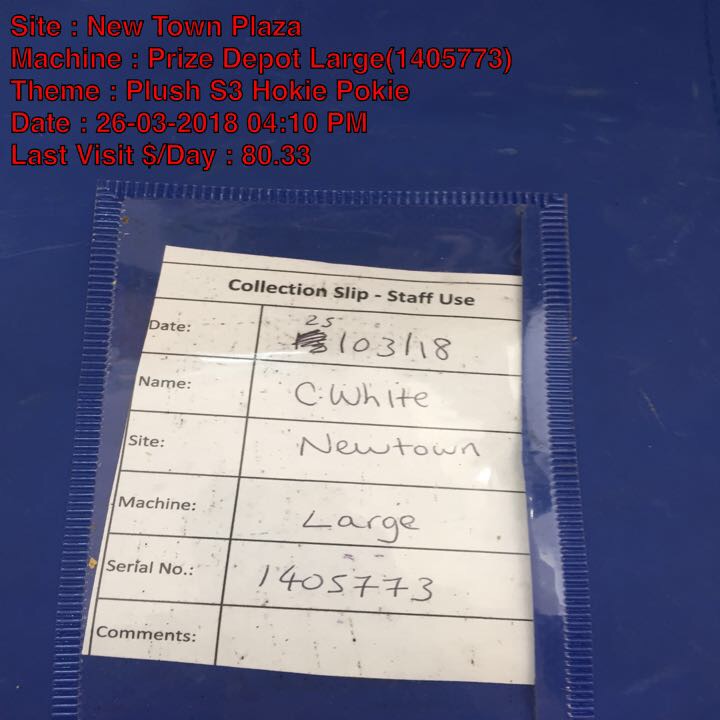 Site : New Town Plaza
Machine : Prize Depot Large(1405773)
Theme : Plush S3 Hokie Pokie
Date : 26-03-2018 04:10 PM
Last Visit $/Day : 80.33
Collection Slip - Staff Use
Date: 25/03/18
Name: C.White
Site: Newtown
Machine: Large
Serial No.: 1405773
Comments: